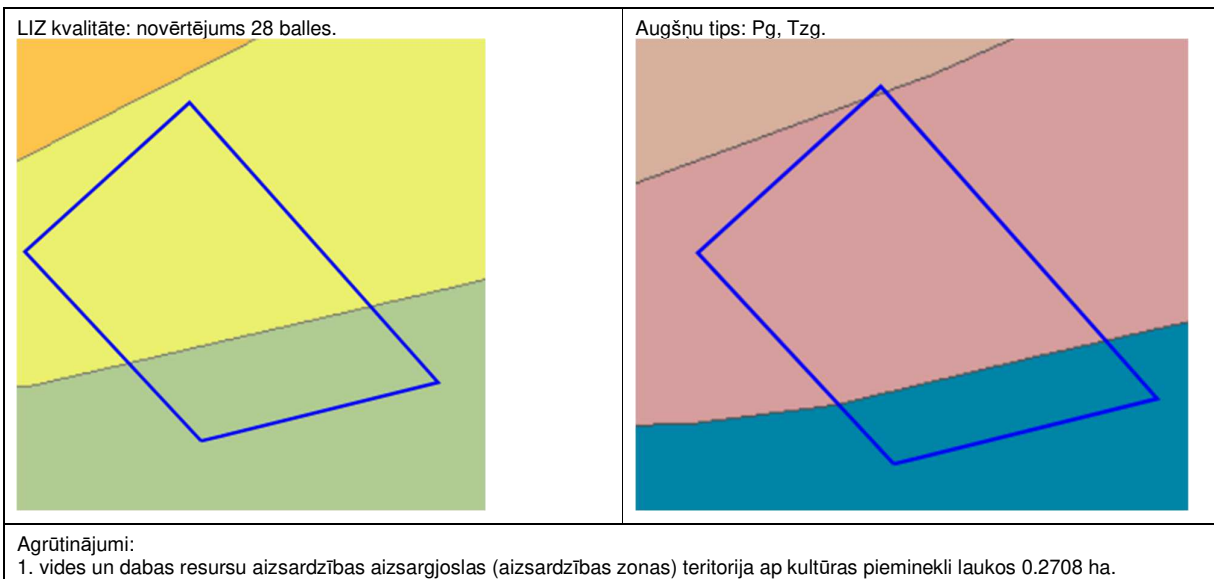 LIZ kvalitāte: novērtējums 28 balles.
Augšņu tips: Pg, Tzg.
Agrūtinājumi:
1. vides un dabas resursu aizsardzības aizsargjoslas (aizsardzības zonas) teritorija ap kultūras pieminekli laukos 0.2708 ha.